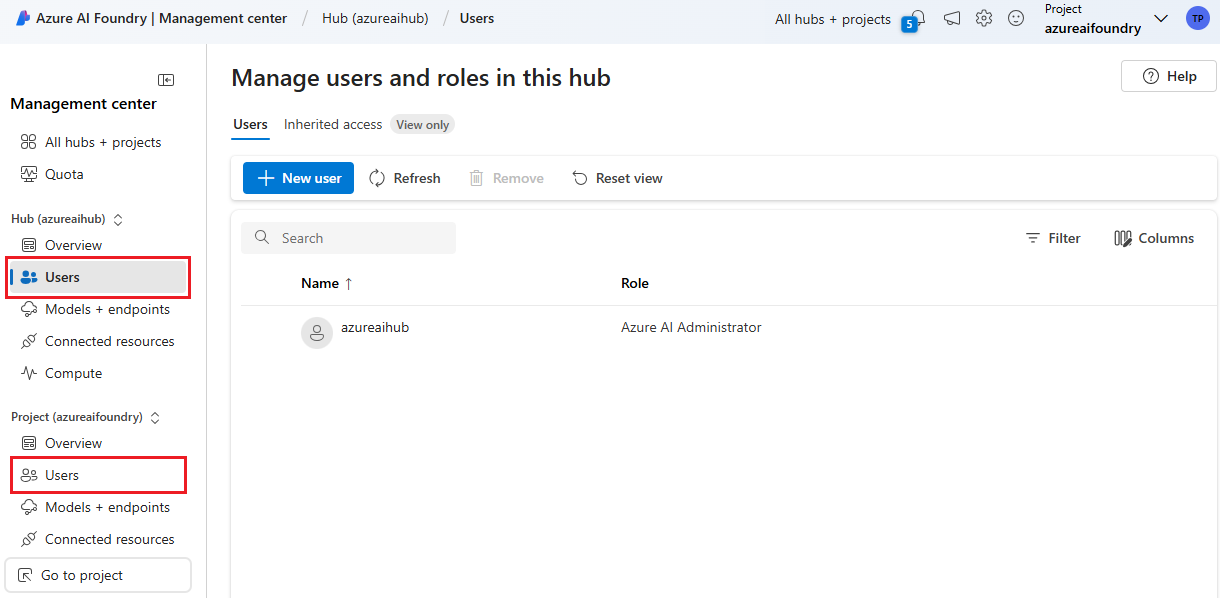 Azure AI Foundry | Management center / Hub (azureaihub) / Users
All hubs + projects
5
Project
azureaifoundry
TP
Management center
All hubs + projects
Quota
Hub (azureaihub)
Overview
Users
Models + endpoints
Connected resources
Compute
Project (azureaifoundry)
Overview
Users
Models + endpoints
Connected resources
Go to project
Manage users and roles in this hub
Help
Users Inherited access View only
New user Refresh Remove Reset view
Search
Filter Columns
Name ↑ Role
azureaihub Azure AI Administrator